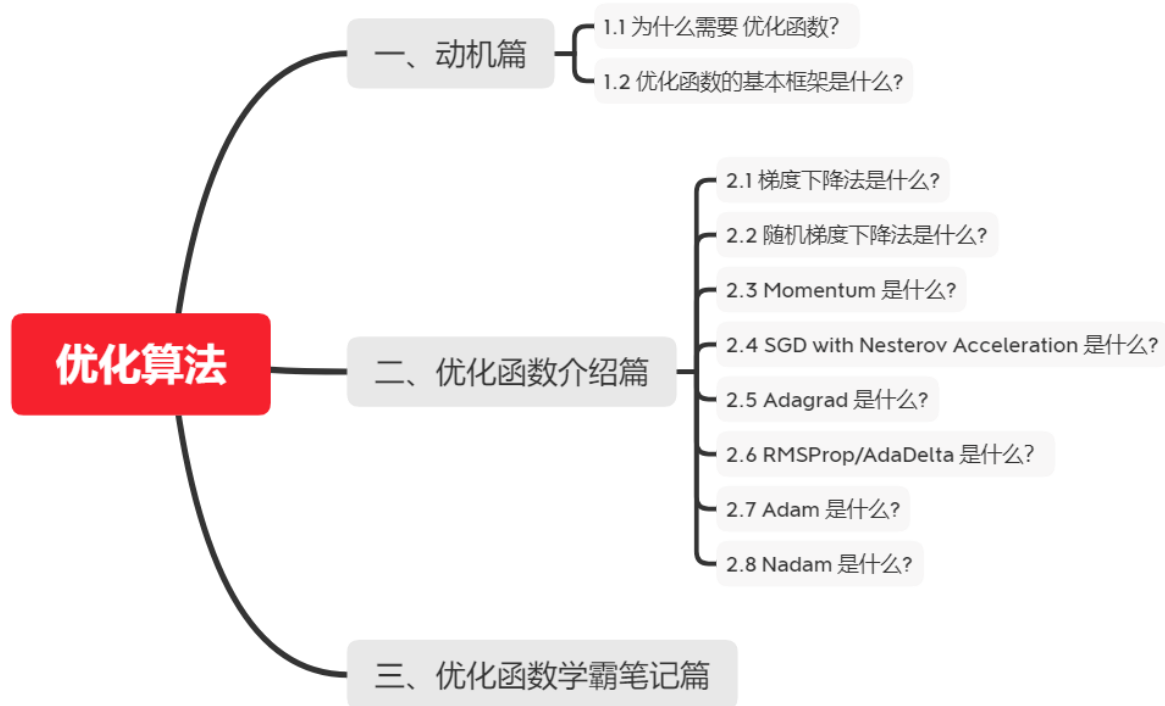 优化算法
一、动机篇
1.1 为什么需要 优化函数?
1.2 优化函数的基本框架是什么?
二、优化函数介绍篇
2.1 梯度下降法是什么?
2.2 随机梯度下降法是什么?
2.3 Momentum 是什么?
2.4 SGD with Nesterov Acceleration 是什么?
2.5 Adagrad 是什么?
2.6 RMSProp/AdaDelta 是什么?
2.7 Adam 是什么?
2.8 Nadam 是什么?
三、优化函数学霸笔记篇